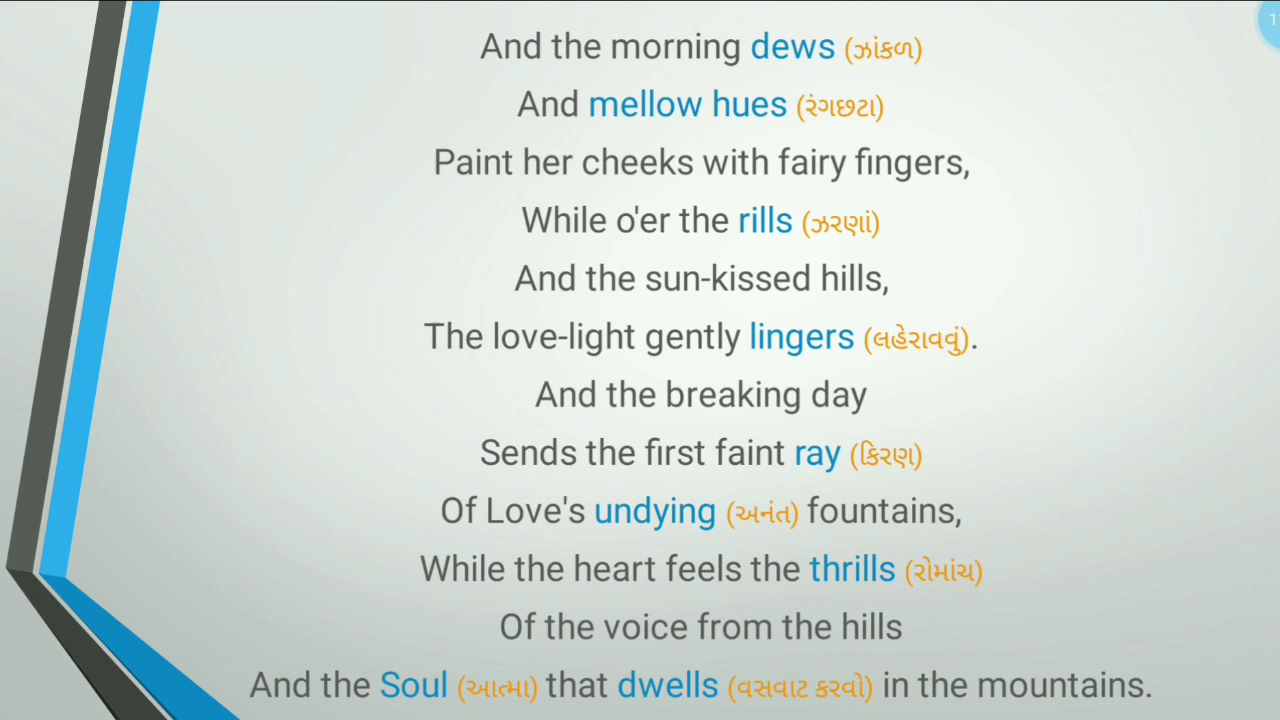 1
And the morning dews (ઝાંકળ)
And mellow hues (રંગછટા)
Paint her cheeks with fairy fingers,
While o'er the rills (ઝરણાં)
And the sun-kissed hills,
The love-light gently lingers (લહેરાવવું).
And the breaking day
Sends the first faint ray (કિરણ)
Of Love's undying (અનંત) fountains,
While the heart feels the thrills (રોમાંચ)
Of the voice from the hills
And the Soul (આત્મા) that dwells (વસવાટ કરવો) in the mountains.